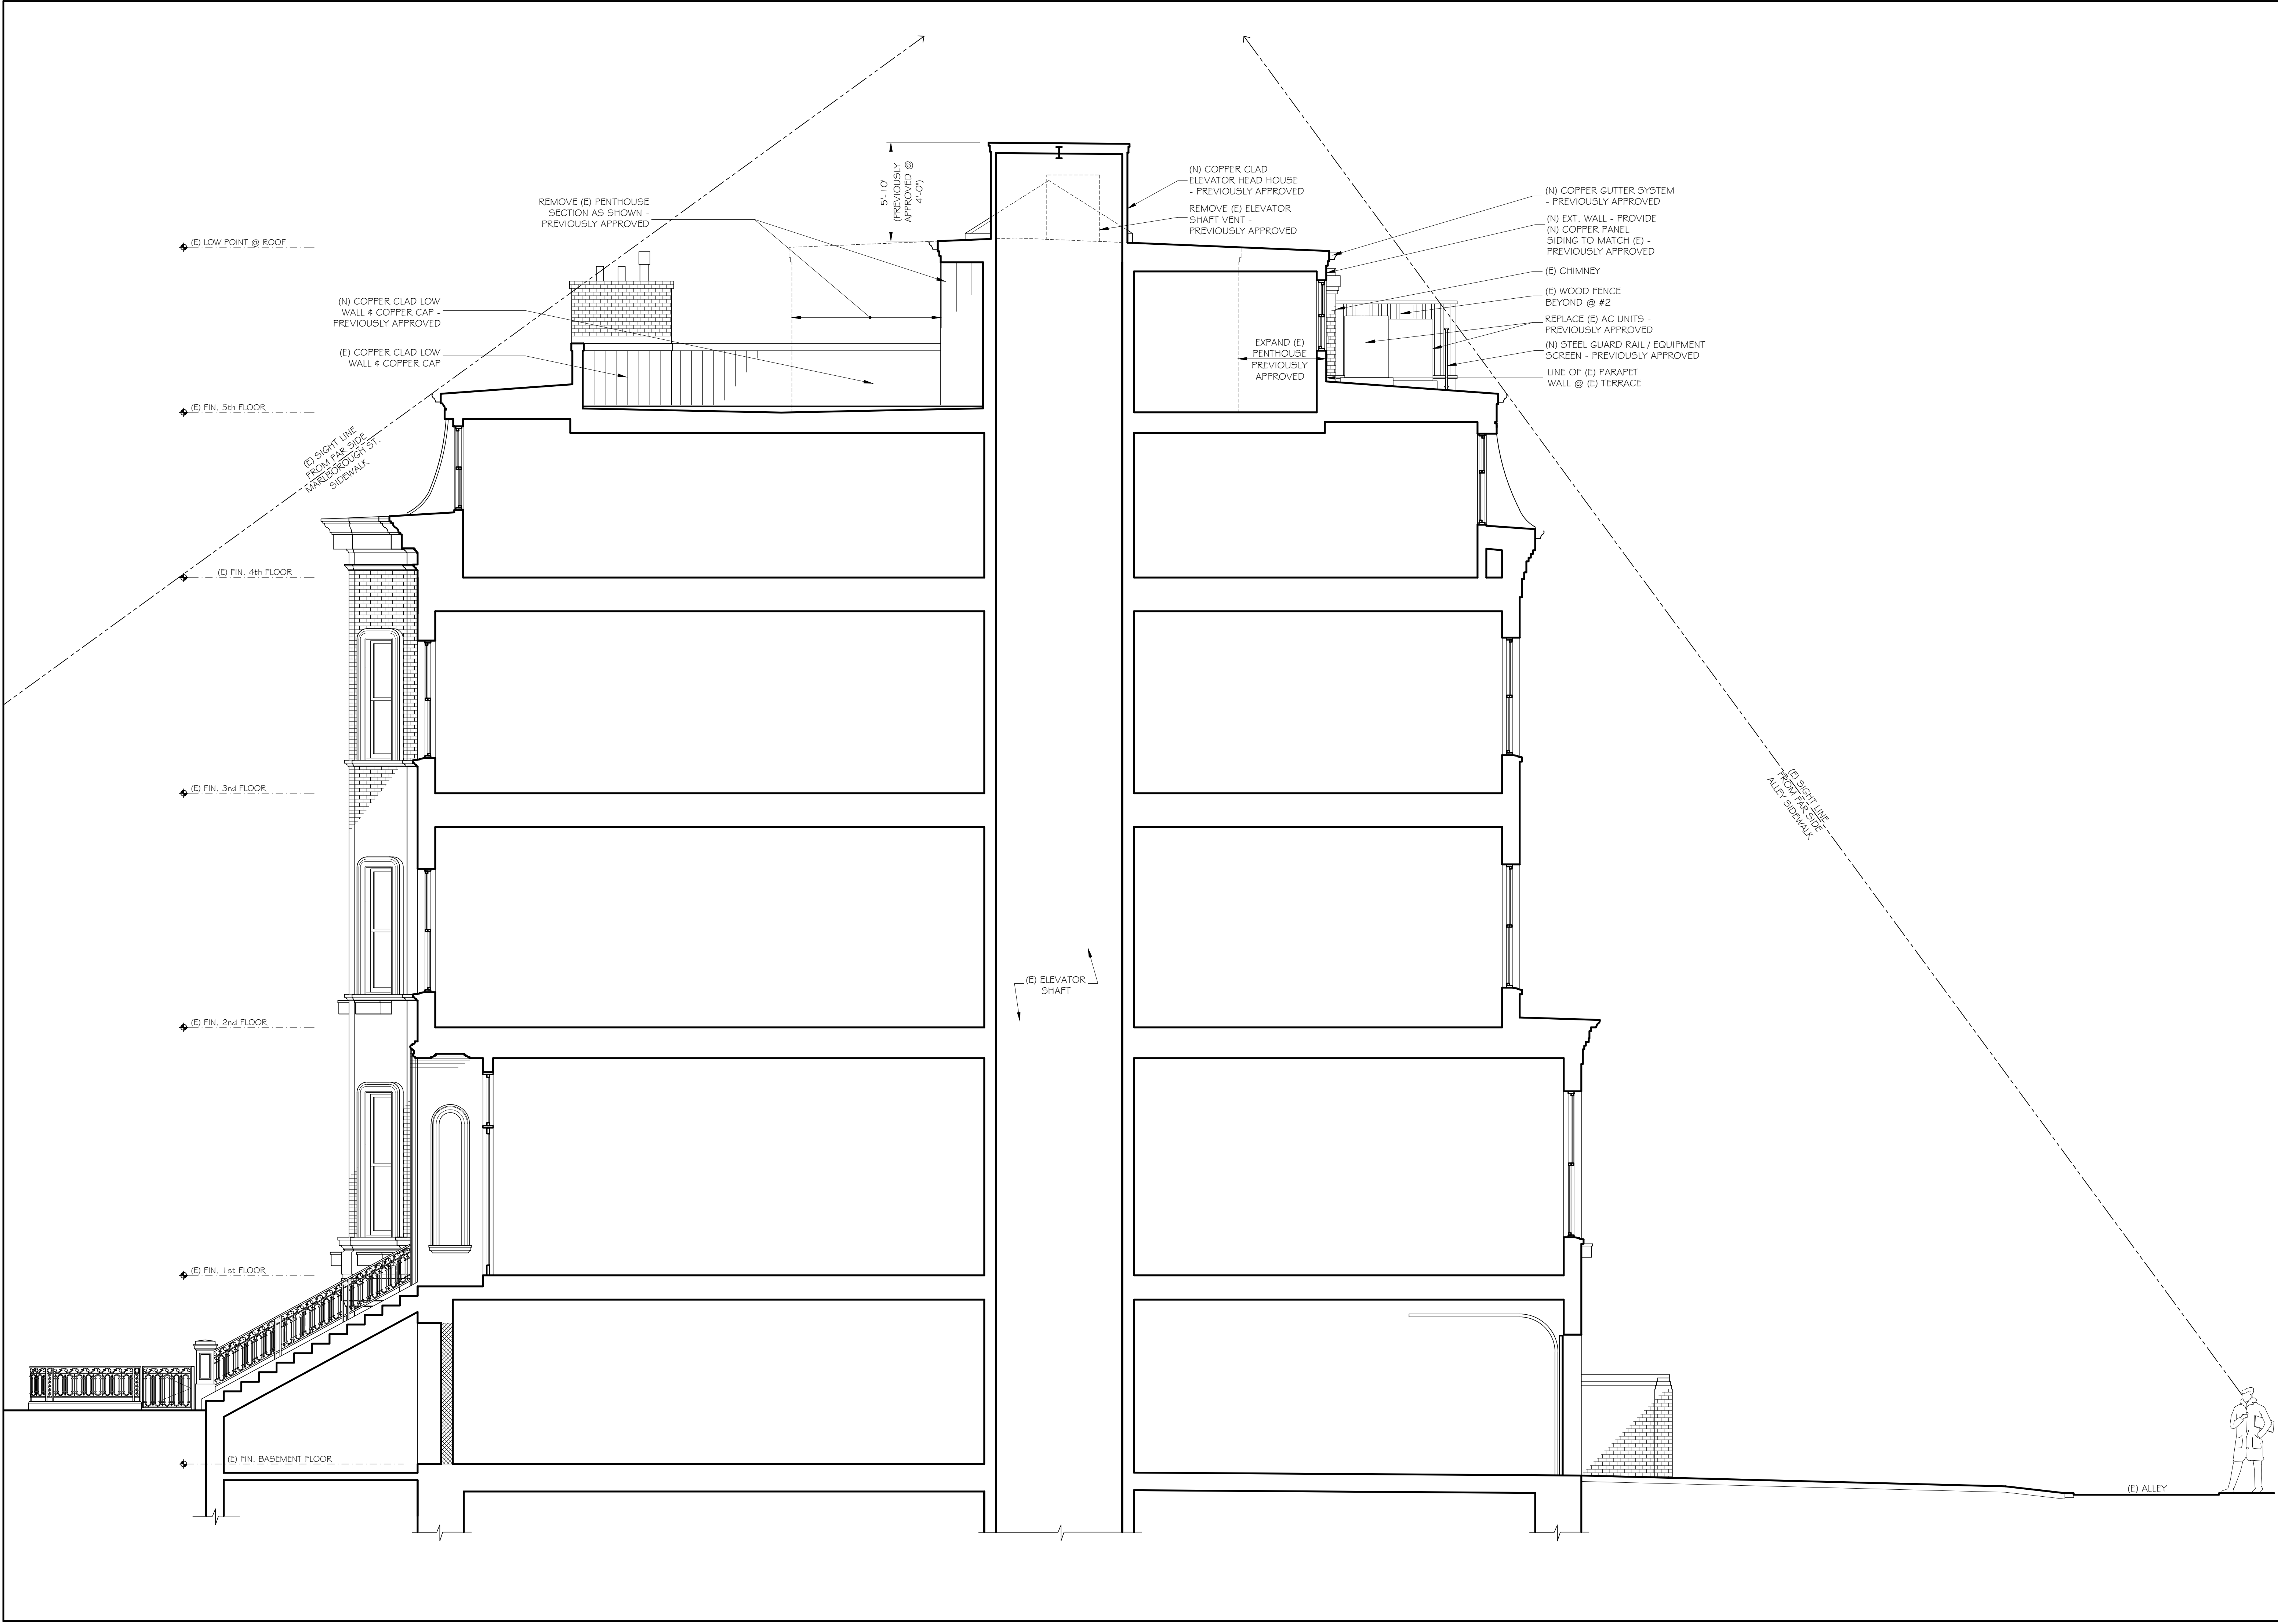 5'-10"
(PREVIOUSLY
APPROVED @
4'-0")
REMOVE (E) PENTHOUSE
SECTION AS SHOWN -
PREVIOUSLY APPROVED
(N) COPPER CLAD
ELEVATOR HEAD HOUSE
- PREVIOUSLY APPROVED
REMOVE (E) ELEVATOR
SHAFT VENT -
PREVIOUSLY APPROVED
(N) COPPER GUTTER SYSTEM
- PREVIOUSLY APPROVED
(N) EXT. WALL - PROVIDE
(N) COPPER PANEL
SIDING TO MATCH (E) -
PREVIOUSLY APPROVED
(E) CHIMNEY
(E) WOOD FENCE
BEYOND @ #2
REPLACE (E) AC UNITS -
PREVIOUSLY APPROVED
(N) STEEL GUARD RAIL / EQUIPMENT
SCREEN - PREVIOUSLY APPROVED
LINE OF (E) PARAPET
WALL @ (E) TERRACE
(E) LOW POINT @ ROOF
(N) COPPER CLAD LOW
WALL & COPPER CAP -
PREVIOUSLY APPROVED
(E) COPPER CLAD LOW
WALL & COPPER CAP
EXPAND (E)
PENTHOUSE
PREVIOUSLY
APPROVED
(E) FIN. 5th FLOOR
(E) SIGHT LINE
FROM FAR SIDE
MARLBOROUGH ST.
SIDEWALK
(E) FIN. 4th FLOOR
(E) FIN. 3rd FLOOR
(E) SIGHT LINE
FROM FAR SIDE
ALLEY SIDEWALK
(E) ELEVATOR
SHAFT
(E) FIN. 2nd FLOOR
(E) FIN. 1st FLOOR
(E) FIN. BASEMENT FLOOR
(E) ALLEY